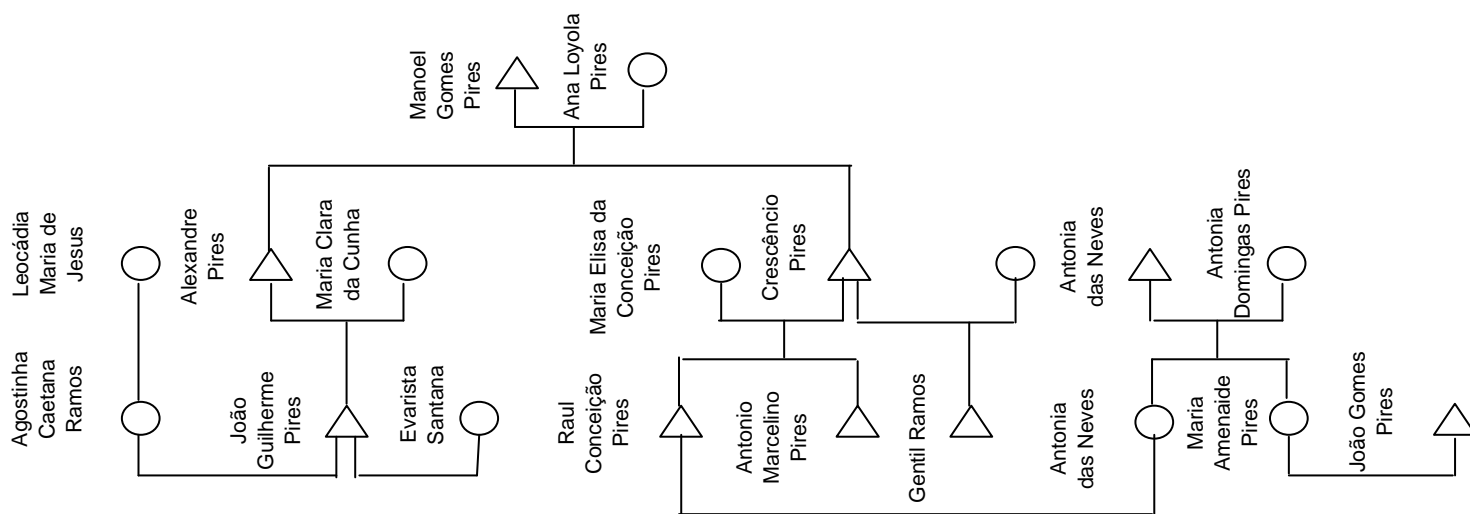 Manoel
Gomes
Pires
Ana Loyola
Pires
Leocádia
Maria de
Jesus
Alexandre
Pires
Maria Clara
da Cunha
Maria Elisa da
Conceição
Pires
Crescêncio
Pires
Antonia
das Neves
Antonia
Domingas Pires
Agostinha
Caetana
Ramos
João
Guilherme
Pires
Evarista
Santana
Raul
Conceição
Pires
Antonio
Marcelino
Pires
Gentil Ramos
Antonia
das Neves
Maria
Amenaide
Pires
João Gomes
Pires